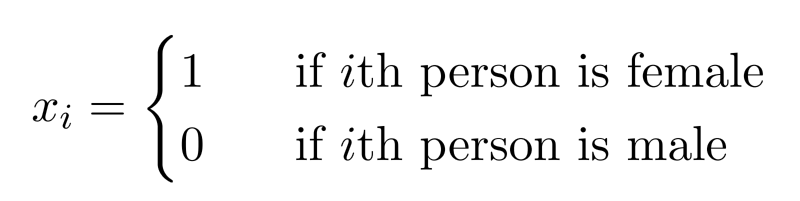 x_i = { 1 if ith person is female
0 if ith person is male